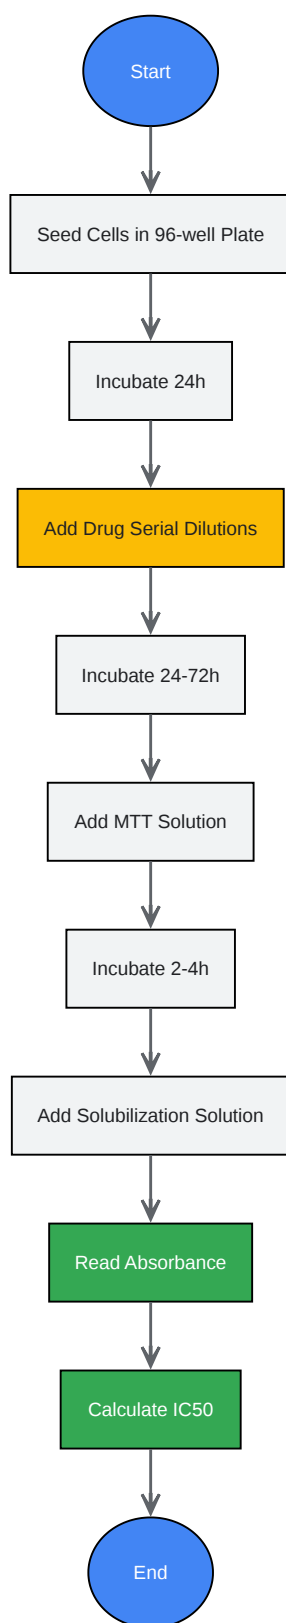 Start
Seed Cells in 96-well Plate
Incubate 24h
Add Drug Serial Dilutions
Incubate 24-72h
Add MTT Solution
Incubate 2-4h
Add Solubilization Solution
Read Absorbance
Calculate IC50
End